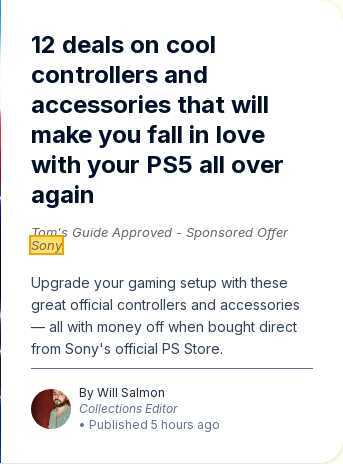 12 deals on cool
controllers and
accessories that will
make you fall in love
with your PS5 all over
again
Tom's Guide Approved - Sponsored Offer
Sony
Upgrade your gaming setup with these
great official controllers and accessories
— all with money off when bought direct
from Sony's official PS Store.
By Will Salmon
Collections Editor
• Published 5 hours ago